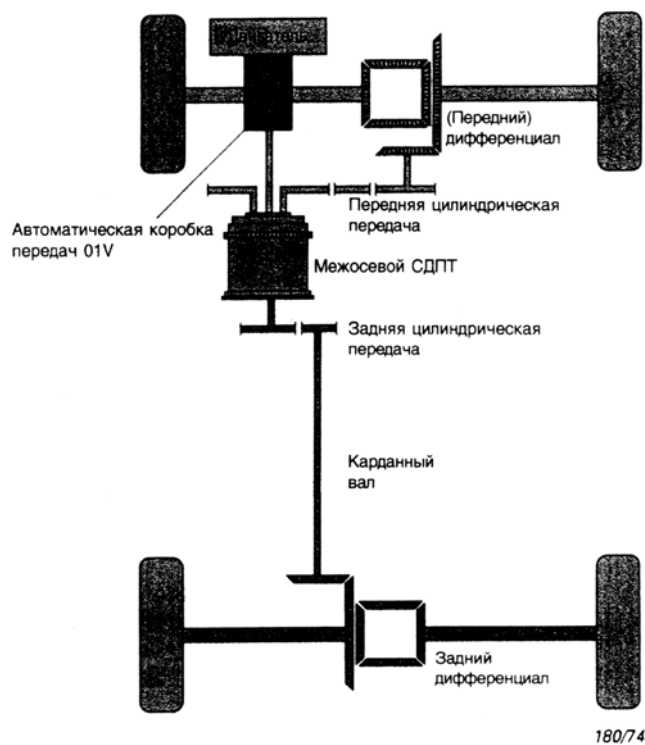 Двигатель
(Передний)
дифференциал
Передняя цилиндрическая
передача
Автоматическая коробка
передач 01V
Межосевой СДПТ
Задняя цилиндрическая
передача
Карданный
вал
Задний
дифференциал
180/74